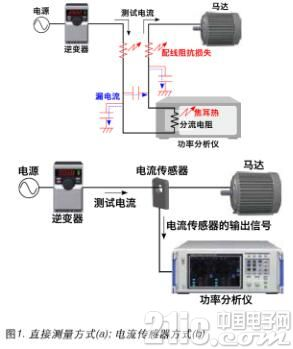 电源
测试电流
马达
逆变器
配线阻抗损失
漏电流
焦耳热
分流电阻
功率分析仪
电流传感器
电源
马达
测试电流
逆变器
电流传感器的输出信号
功率分析仪
图1. 直接测量方式(a); 电流传感器方式(b)
中国电子网
21ic.com